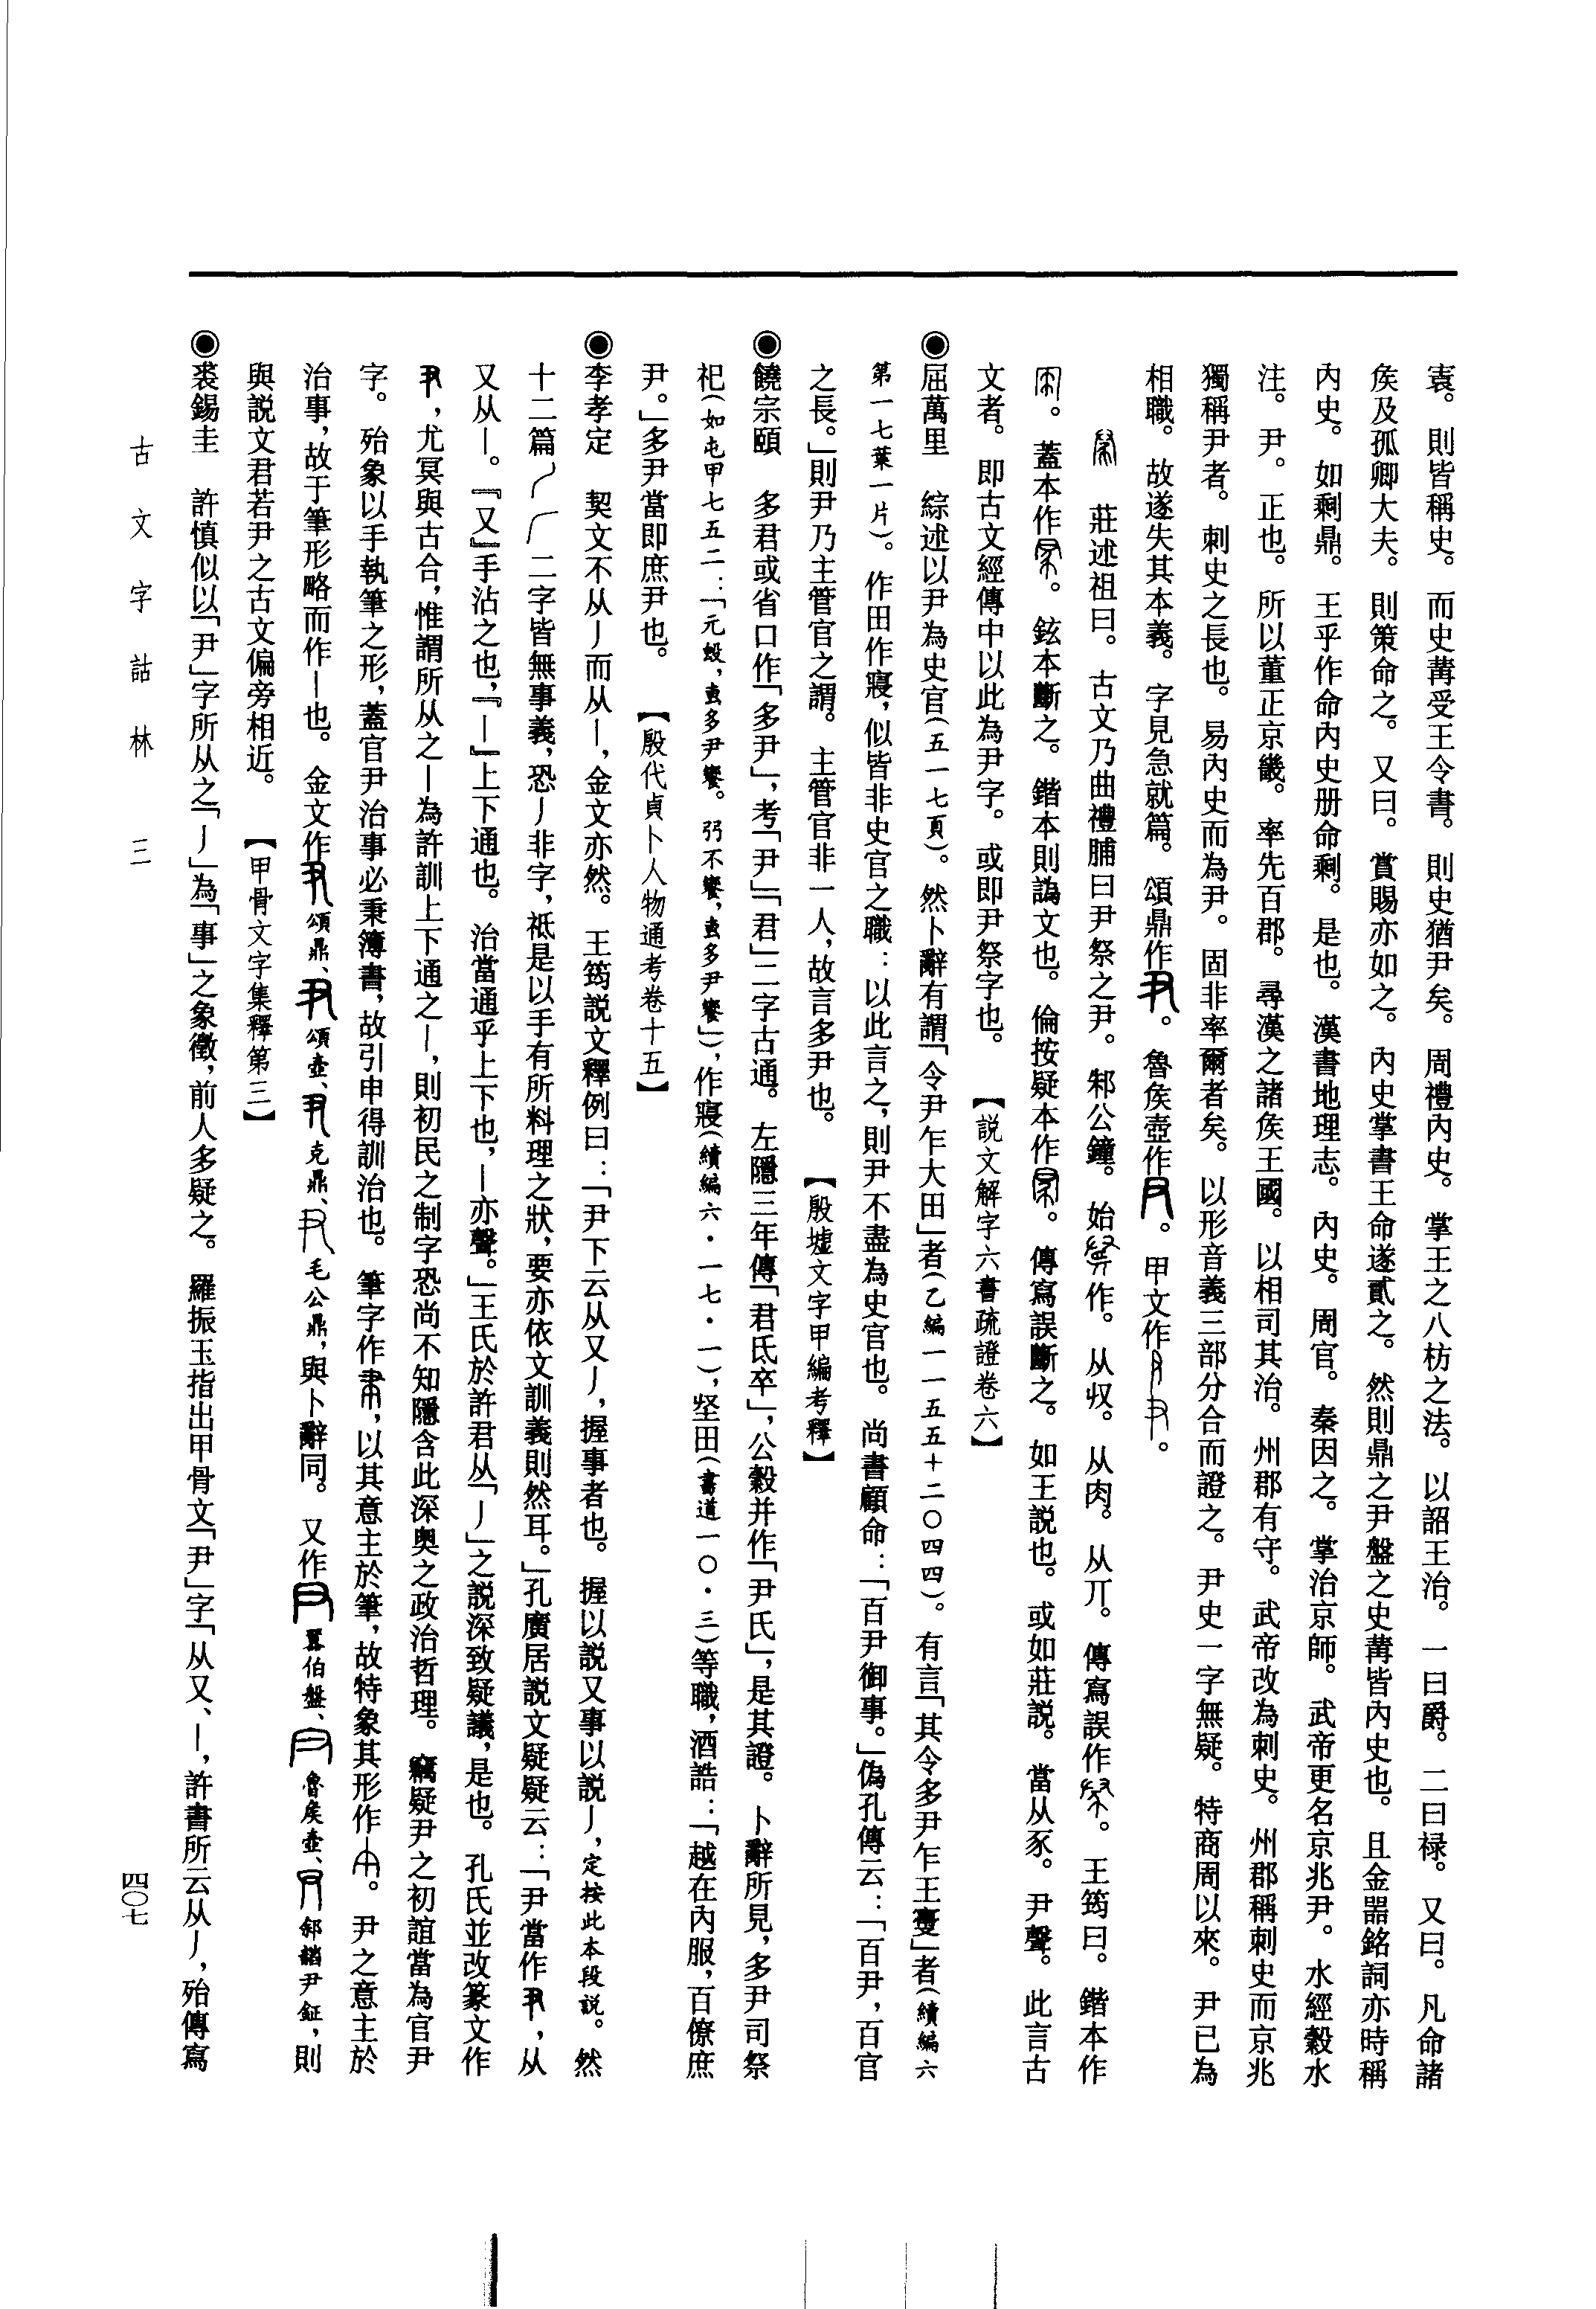 袁。則皆稱史。而史冓受王令書。則史猶尹矣。周禮內史。掌王之八枋之法。以詔王治。一曰爵。二曰禄。又曰。凡命諸
矦及孤卿大夫。則策命之。又曰。賞賜亦如之。內史掌書王命遂貳之。然則鼎之尹盤之史冓皆內史也。且金器銘詞亦時稱
內史。如剩鼎。王乎作命內史册命剩。是也。漢書地理志。內史。周官。秦因之。掌治京師。武帝更名京兆尹。水經穀水
注。尹。正也。所以董正京畿。率先百郡。尋漢之諸矦王國。以相司其治。州郡有守。武帝改為刺史。州郡稱刺史而京兆
獨稱尹者。刺史之長也。易內史而為尹。固非率爾者矣。以形音義三部分合而證之。尹史一字無疑。特商周以來。尹已為
相職。故遂失其本義。字見急就篇。頌鼎作。魯矦壺作。甲文作。
莊述祖曰。古文乃曲禮脯曰尹祭之尹。邾公鐘。始作。从収。从肉。从丌。傳寫誤作。王筠曰。鍇本作
。蓋本作。鉉本斷之。鍇本則譌文也。倫按疑本作。傳寫誤斷之。如王説也。或如莊説。當从豕。尹聲。此言古
文者。即古文經傳中以此為尹字。或即尹祭字也。【説文解字六書疏證卷六】
◉屈萬里　綜述以尹為史官(五一七頁)。然卜辭有謂「令尹乍大田」者(乙編一一五五十二〇四四)。有言「其令多尹乍王寢」者(續編六
第一七葉一片)。作田作寢，似皆非史官之職：以此言之，則尹不盡為史官也。尚書顧命：「百尹御事。」偽孔傳云：「百尹，百官
之長。」則尹乃主管官之謂。主管官非一人，故言多尹也。【殷墟文字甲編考釋】
◉饒宗頤　多君或省口作「多尹」，考「尹」「君」二字古通。左隱三年傳「君氏卒」，公穀并作「尹氏」，是其證。卜辭所見，多尹司祭
祀(如屯甲七五二：「元𣪘，叀多尹饗。弜不饗，叀多尹饗」)，作寢(續編六·一七·一)，坚田(書道一〇·三)等職，酒誥：「越在內服，百僚庶
尹。」多尹當即庶尹也。【殷代貞卜人物通考卷十五】
◉李孝定　契文不从丿而从丨，金文亦然。王筠説文釋例曰：「尹下云从又丿，握事者也。握以説又事以説丿，定按此本段說。然
十二篇二字皆無事義，恐丿非字，祇是以手有所料理之狀，要亦依文訓義則然耳。」孔廣居説文疑疑云：「尹當作，从
又从丨。『又』手沾之也，『丨』上下通也。治當通乎上下也，丨亦聲。」王氏於許君从「丿」之説深致疑議，是也。孔氏並改篆文作
，尤冥與古合，惟謂所从之丨為許訓上下通之丨，則初民之制字恐尚不知隱含此深奧之政治哲理。竊疑尹之初誼當為官尹
字。殆象以手執筆之形，蓋官尹治事必秉簿書，故引申得訓治也。筆字作，以其意主於筆，故特象其形作。尹之意主於
治事，故于筆形略而作丨也。金文作頌鼎、頌壺、克鼎、毛公鼎，與卜辭同。又作㠱伯盤、魯矦壺、䣄䣆尹鉦，則
與説文君若尹之古文偏旁相近。【甲骨文字集釋第三】
◉裘錫圭　許慎似以「尹」字所从之「丿」為「事」之象徵，前人多疑之。羅振玉指出甲骨文「尹」字「从又、丨，許書所云从丿，殆傳寫
古文字詁林　三
四〇七